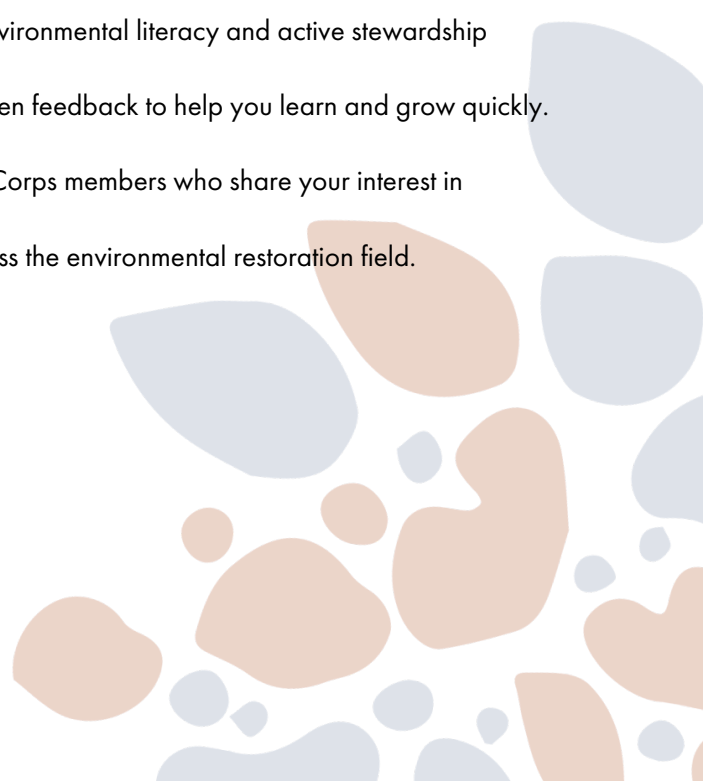 vironmental literacy and active stewardship
en feedback to help you learn and grow quickly.
Corps members who share your interest in
ss the environmental restoration field.